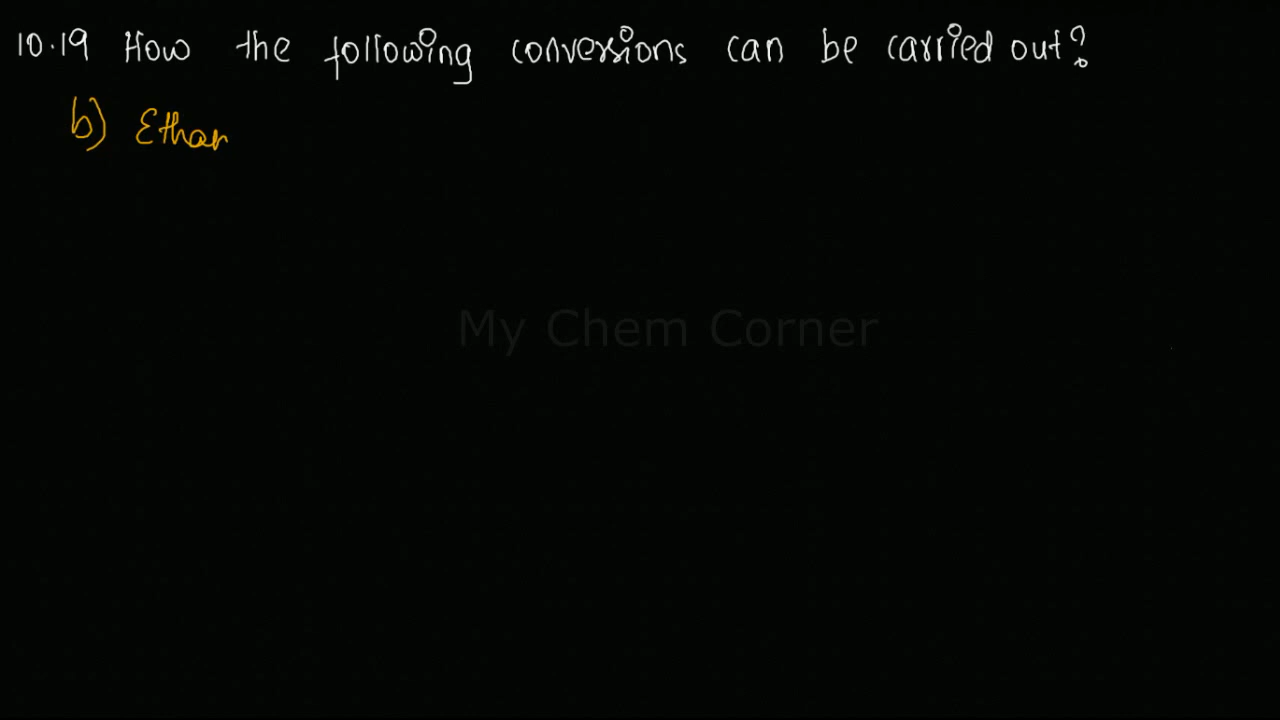 10.19 How the following conversions can be carried out?
b) Ethan
My Chem Corner